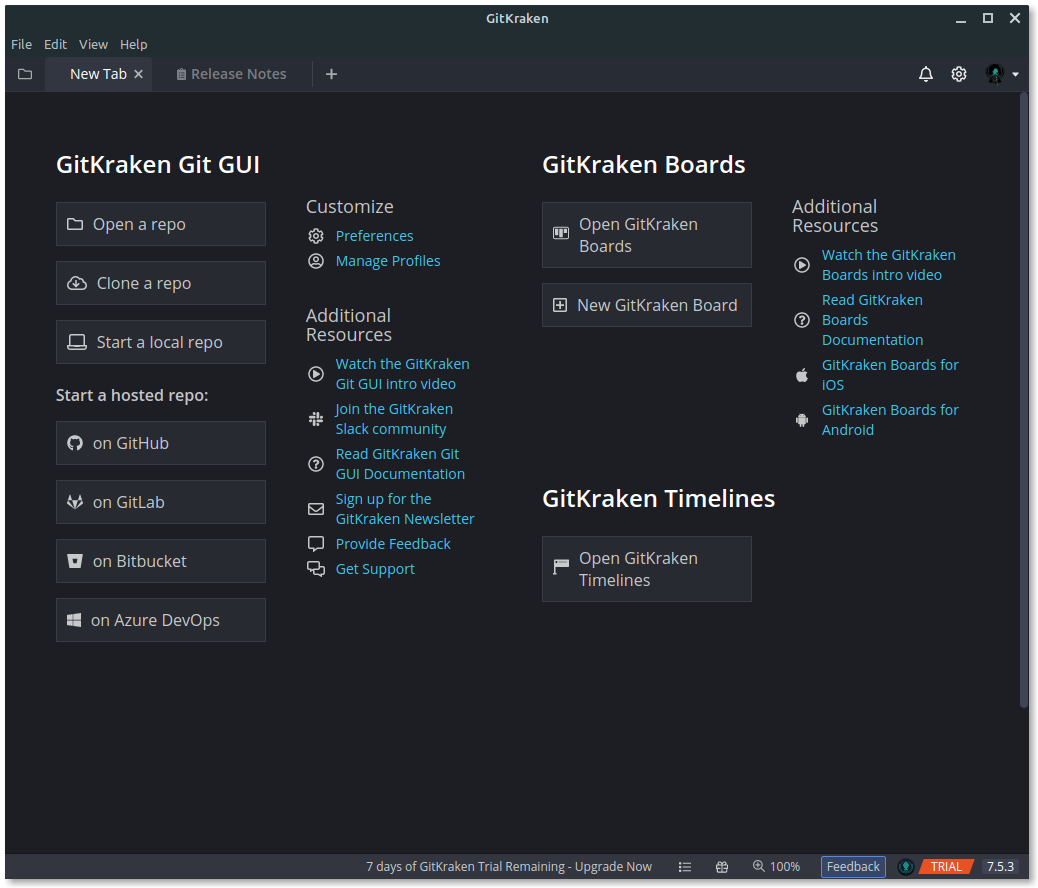 GitKraken
File Edit View Help
New Tab Release Notes
GitKraken Git GUI
Open a repo
Clone a repo
Start a local repo
Start a hosted repo:
on GitHub
on GitLab
on Bitbucket
on Azure DevOps
Customize
Preferences
Manage Profiles
Additional
Resources
Watch the GitKraken
Git GUI intro video
Join the GitKraken
Slack community
Read GitKraken Git
GUI Documentation
Sign up for the
GitKraken Newsletter
Provide Feedback
Get Support
GitKraken Boards
Open GitKraken
Boards
New GitKraken Board
Additional
Resources
Watch the GitKraken
Boards intro video
Read GitKraken
Boards
Documentation
GitKraken Boards for
iOS
GitKraken Boards for
Android
GitKraken Timelines
Open GitKraken
Timelines
7 days of GitKraken Trial Remaining - Upgrade Now 100% Feedback TRIAL 7.5.3